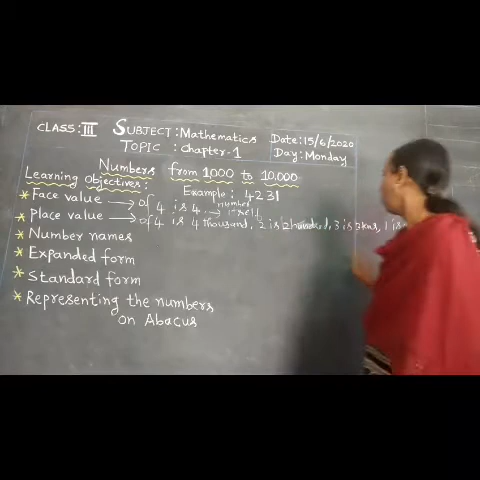 CLASS: III
SUBJECT: Mathematics
TOPIC : Chapter-1
Date: 15/6/2020
Day: Monday
Numbers from 1000 to 10,000
Learning objectives:
Example: 4231
* Face value → of 4 is 4. → number itself
* Place value → of 4 is 4 thousand, 2 is 2 hundred, 3 is 3 tens, 1 is
* Number names
* Expanded form
* Standard form
* Representing the numbers
on Abacus